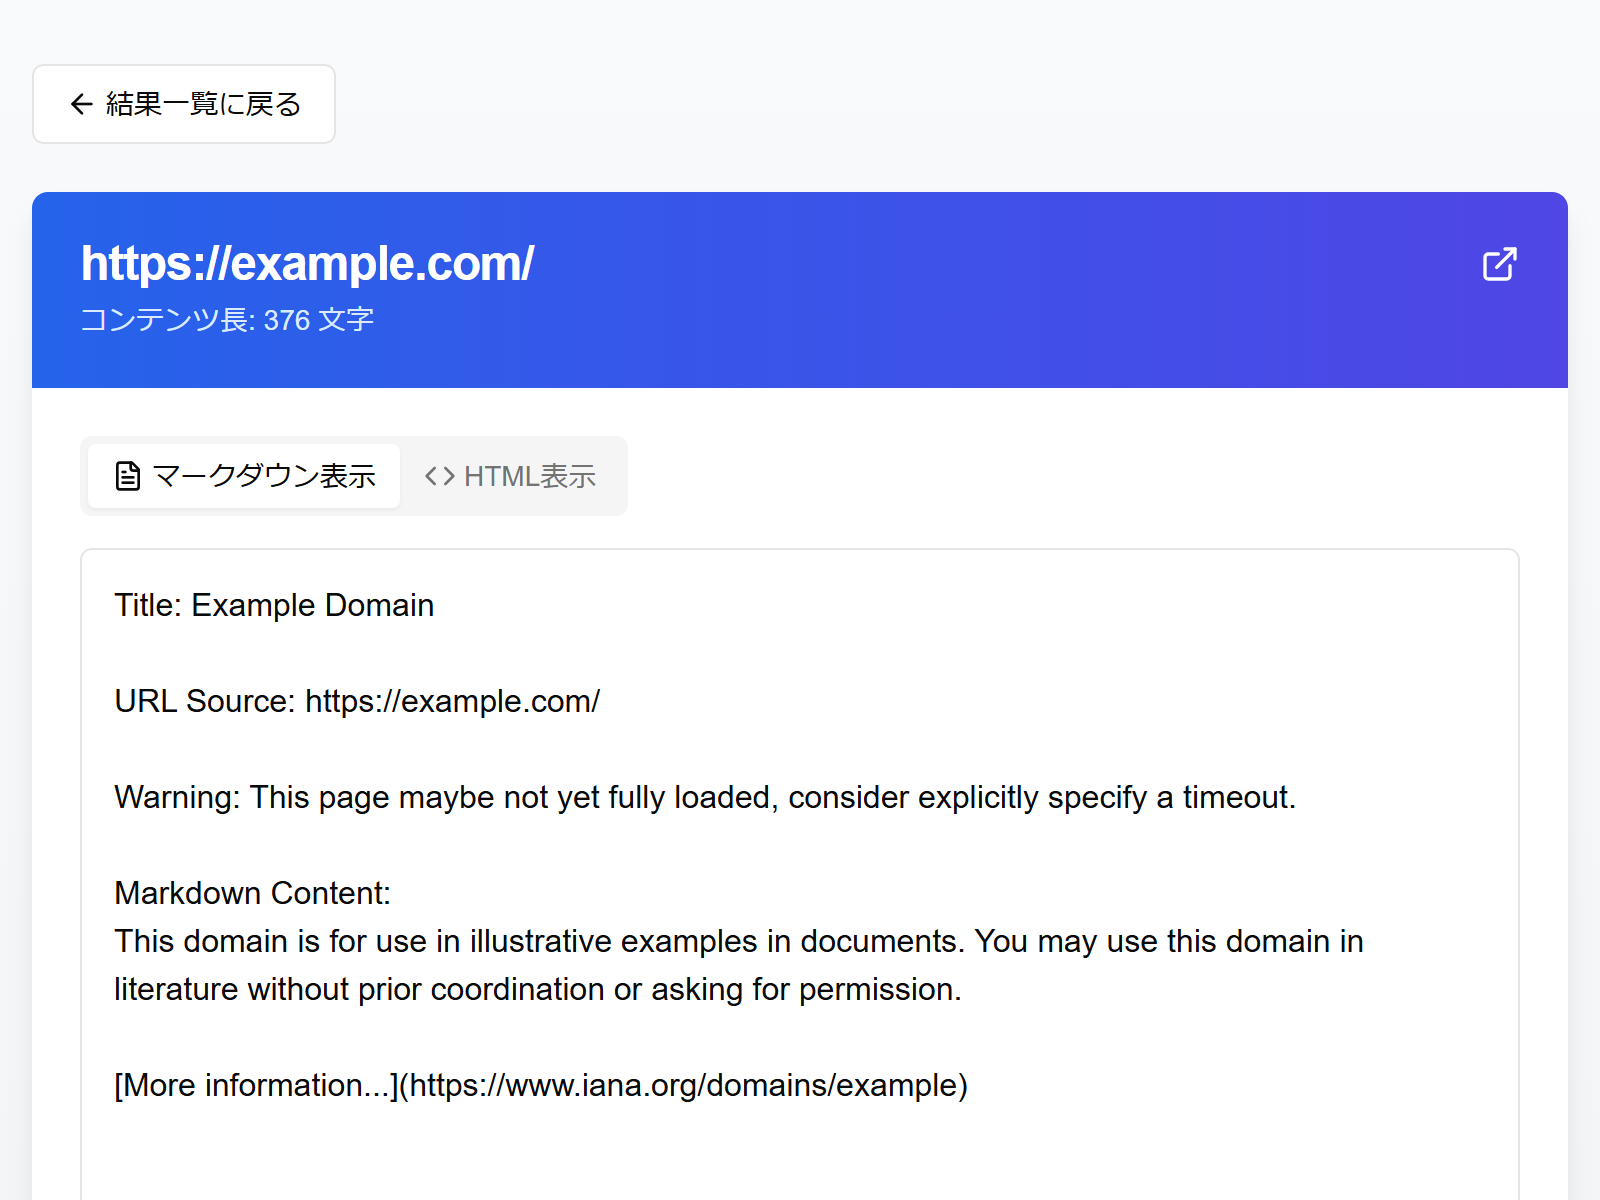 結果一覧に戻る
https://example.com/
コンテンツ長: 376 文字
マークダウン表示
HTML表示
Title: Example Domain
URL Source: https://example.com/
Warning: This page maybe not yet fully loaded, consider explicitly specify a timeout.
Markdown Content:
This domain is for use in illustrative examples in documents. You may use this domain in
literature without prior coordination or asking for permission.
[More information...](https://www.iana.org/domains/example)